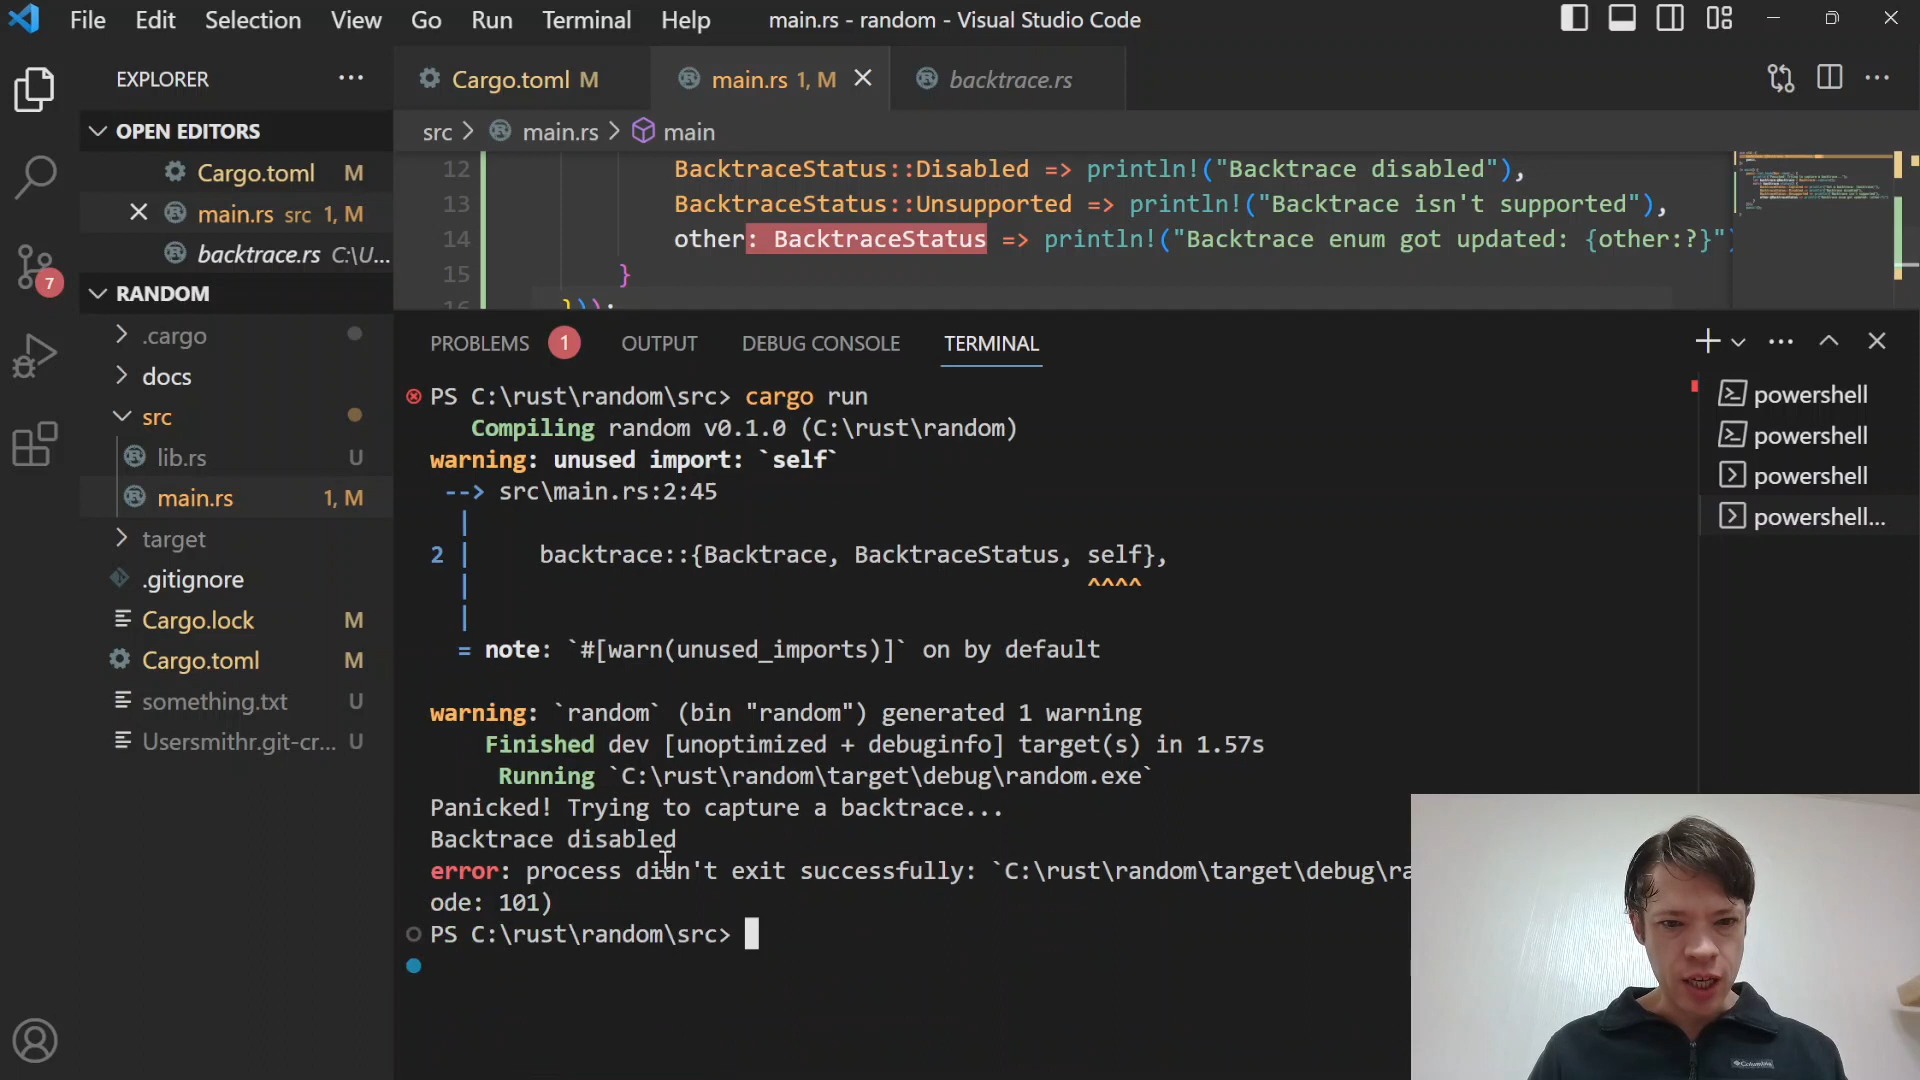 File Edit Selection View Go Run Terminal Help main.rs - random - Visual Studio Code
EXPLORER
Cargo.toml M
main.rs 1, M
backtrace.rs
OPEN EDITORS
src > main.rs > main
Cargo.toml M
main.rs src 1, M
backtrace.rs C:\U...
7
RANDOM
.cargo
docs
src
lib.rs U
main.rs 1, M
target
.gitignore
Cargo.lock M
Cargo.toml M
something.txt U
Usersmithr.git-cr... U
12 BacktraceStatus::Disabled => println!("Backtrace disabled"),
13 BacktraceStatus::Unsupported => println!("Backtrace isn't supported"),
14 other: BacktraceStatus => println!("Backtrace enum got updated: {other:?}")
15 }
16 }));
PROBLEMS 1 OUTPUT DEBUG CONSOLE TERMINAL
PS C:\rust\random\src> cargo run
Compiling random v0.1.0 (C:\rust\random)
warning: unused import: `self`
--> src\main.rs:2:45
|
2 | backtrace::{Backtrace, BacktraceStatus, self},
| ^^^^
|
= note: `#[warn(unused_imports)]` on by default
warning: `random` (bin "random") generated 1 warning
Finished dev [unoptimized + debuginfo] target(s) in 1.57s
Running `C:\rust\random\target\debug\random.exe`
Panicked! Trying to capture a backtrace...
Backtrace disabled
error: process didn't exit successfully: `C:\rust\random\target\debug\ra
ode: 101)
PS C:\rust\random\src>
powershell
powershell
powershell
powershell...
Columbia